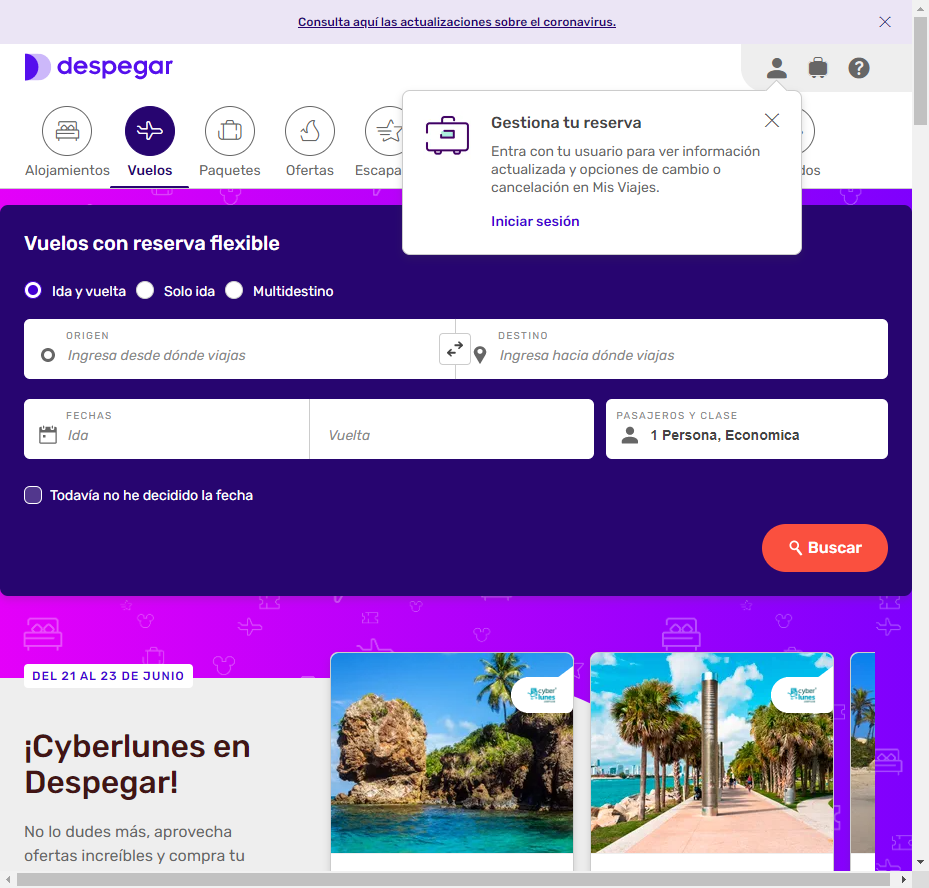 Consulta aquí las actualizaciones sobre el coronavirus.
despegar
Alojamientos
Vuelos
Paquetes
Ofertas
Escapa
dos
Gestiona tu reserva
Entra con tu usuario para ver información
actualizada y opciones de cambio o
cancelación en Mis Viajes.
Iniciar sesión
Vuelos con reserva flexible
Ida y vuelta
Solo ida
Multidestino
ORIGEN
Ingresa desde dónde viajas
DESTINO
Ingresa hacia dónde viajas
FECHAS
Ida
Vuelta
PASAJEROS Y CLASE
1 Persona, Economica
Todavía no he decidido la fecha
Buscar
DEL 21 AL 23 DE JUNIO
¡Cyberlunes en
Despegar!
No lo dudes más, aprovecha
ofertas increíbles y compra tu
cyber
lunes
cyber
lunes